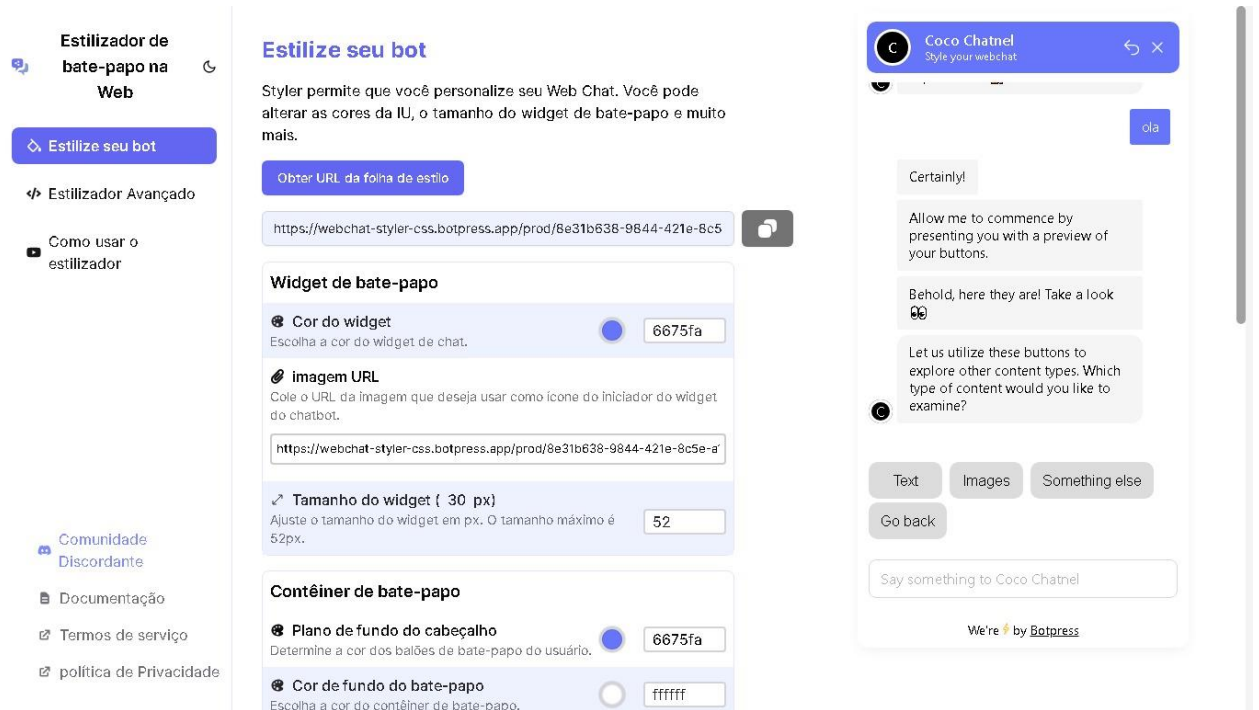 Estilizador de
bate-papo na
Web
Estilize seu bot
Estilizador Avançado
Como usar o
estilizador
Comunidade
Discordante
Documentação
Termos de serviço
política de Privacidade
Estilize seu bot
Styler permite que você personalize seu Web Chat. Você pode
alterar as cores da IU, o tamanho do widget de bate-papo e muito
mais.
Obter URL da folha de estilo
https://webchat-styler-css.botpress.app/prod/8e31b638-9844-421e-8c5
Widget de bate-papo
Cor do widget
6675fa
Escolha a cor do widget de chat.
imagem URL
Cole o URL da imagem que deseja usar como ícone do iniciador do widget
do chatbot.
https://webchat-styler-css.botpress.app/prod/8e31b638-9844-421e-8c5e-a
Tamanho do widget ( 30 px)
Ajuste o tamanho do widget em px. O tamanho máximo é
52px.
52
Contêiner de bate-papo
Plano de fundo do cabeçalho
6675fa
Determine a cor dos balões de bate-papo do usuário.
Cor de fundo do bate-papo
ffffff
Escolha a cor do contêiner de bate-papo.
C
Coco Chatnel
Style your webchat
C
ola
Certainly!
Allow me to commence by
presenting you with a preview of
your buttons.
Behold, here they are! Take a look
👀
Let us utilize these buttons to
explore other content types. Which
type of content would you like to
examine?
C
Text Images Something else
Go back
Say something to Coco Chatnel
We're ⚡ by Botpress